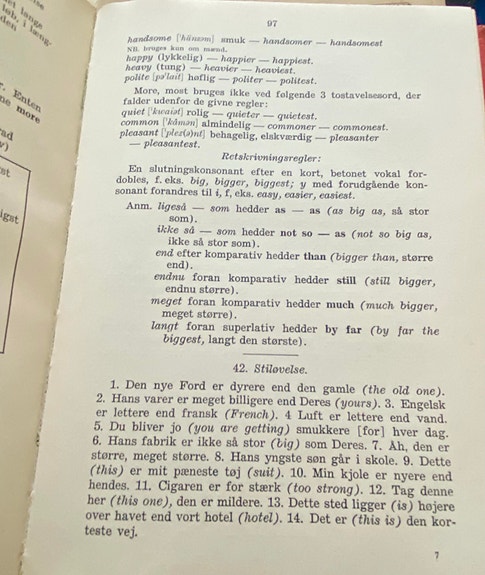 lange
løb, i læng-
den
r. Enten
ne more
ad
v)
st
igst
97
handsome ['hänsəm] smuk — handsomer — handsomest
NB. bruges kun om mænd.
happy (lykkelig) — happier — happiest.
heavy (tung) — heavier — heaviest.
polite [pə'lait] høflig — politer — politest.
More, most bruges ikke ved følgende 3 tostavelsesord, der
falder udenfor de givne regler:
quiet ['kwaiət] rolig — quieter — quietest.
common ['kåmən] almindelig — commoner — commonest.
pleasant ['plez(ə)nt] behagelig, elskværdig — pleasanter
— pleasantest.
Retskrivningsregler:
En slutningskonsonant efter en kort, betonet vokal for-
dobles, f. eks. big, bigger, biggest; y med forudgående kon-
sonant forandres til i, f, eks. easy, easier, easiest.
Anm. ligeså — som hedder as — as (as big as, så stor
som).
ikke så — som hedder not so — as (not so big as,
ikke så stor som).
end efter komparativ hedder than (bigger than, større
end).
endnu foran komparativ hedder still (still bigger,
endnu større).
meget foran komparativ hedder much (much bigger,
meget større).
langt foran superlativ hedder by far (by far the
biggest, langt den største).
42. Stiløvelse.
1. Den nye Ford er dyrere end den gamle (the old one).
2. Hans varer er meget billigere end Deres (yours). 3. Engelsk
er lettere end fransk (French). 4 Luft er lettere end vand.
5. Du bliver jo (you are getting) smukkere [for] hver dag.
6. Hans fabrik er ikke så stor (big) som Deres. 7. Åh, den er
større, meget større. 8. Hans yngste søn går i skole. 9. Dette
(this) er mit pæneste tøj (suit). 10. Min kjole er nyere end
hendes. 11. Cigaren er for stærk (too strong). 12. Tag denne
her (this one), den er mildere. 13. Dette sted ligger (is) højere
over havet end vort hotel (hotel). 14. Det er (this is) den kor-
teste vej.
7